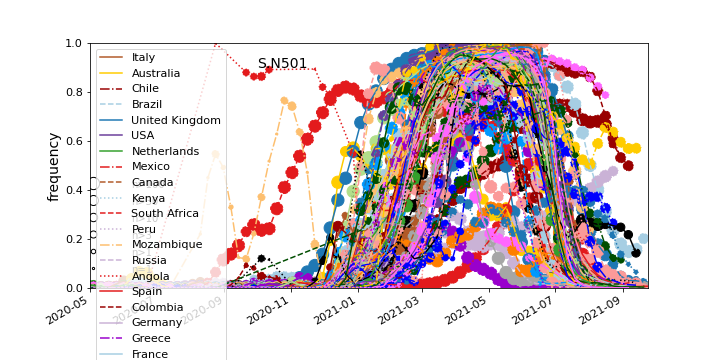 S.N501
frequency
1.0
0.8
0.6
0.4
0.2
0.0
Italy
Australia
Chile
Brazil
United Kingdom
USA
Netherlands
Mexico
Canada
Kenya
South Africa
Peru
Mozambique
Russia
Angola
Spain
Colombia
Germany
Greece
France
2020-05
2020-07
2020-09
2020-11
2021-01
2021-03
2021-05
2021-07
2021-09